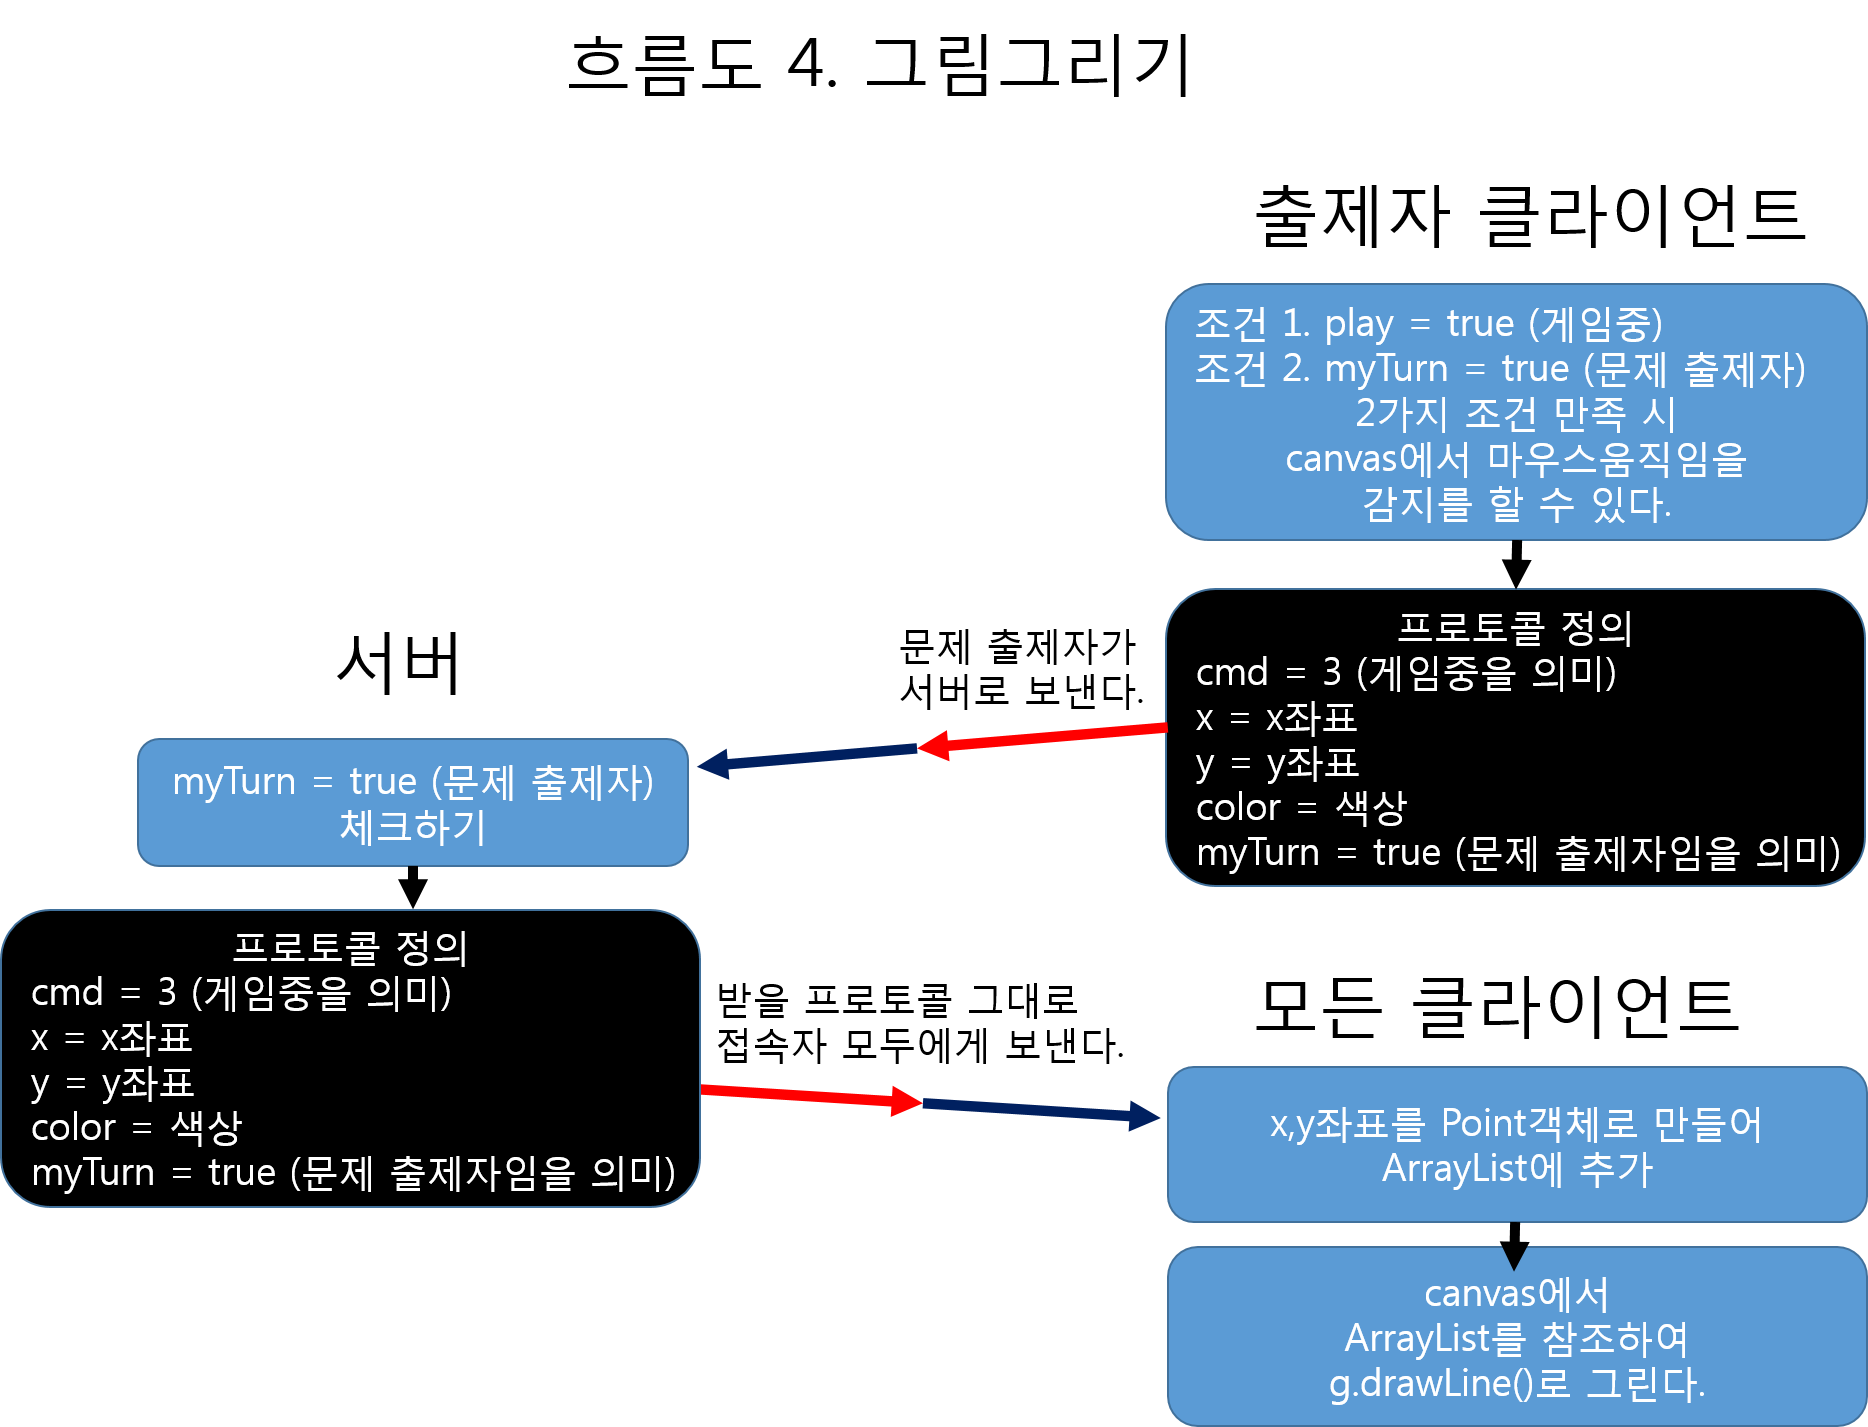 흐름도 4. 그림그리기
출제자 클라이언트
조건 1. play = true (게임중)
조건 2. myTurn = true (문제 출제자)
2가지 조건 만족 시
canvas에서 마우스움직임을
감지를 할 수 있다.
프로토콜 정의
cmd = 3 (게임중을 의미)
x = x좌표
y = y좌표
color = 색상
myTurn = true (문제 출제자임을 의미)
문제 출제자가
서버로 보낸다.
서버
myTurn = true (문제 출제자)
체크하기
프로토콜 정의
cmd = 3 (게임중을 의미)
x = x좌표
y = y좌표
color = 색상
myTurn = true (문제 출제자임을 의미)
받을 프로토콜 그대로
접속자 모두에게 보낸다.
모든 클라이언트
x,y좌표를 Point객체로 만들어
ArrayList에 추가
canvas에서
ArrayList를 참조하여
g.drawLine()로 그린다.